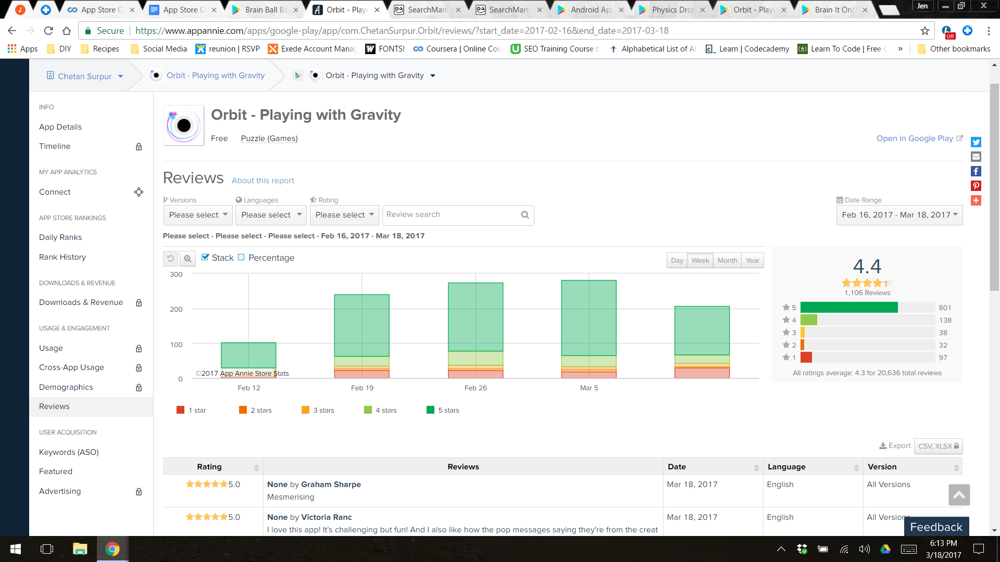 App Store O
App Store O
Brain Ball Ba
Orbit - Playi
SearchMan
SearchMan
Android Ap
Physics Dro
Orbit - Play
Brain It On!
Jen
Secure https://www.appannie.com/apps/google-play/app/com.ChetanSurpur.Orbit/reviews/?start_date=2017-02-16&end_date=2017-03-18
Off
Apps DIY Recipes Social Media reunion | RSVP Exede Account Manag FONTS! Coursera | Online Cou SEO Training Course b Alphabetical List of Al Learn | Codecademy Learn To Code | Free C » Other bookmarks
Chetan Surpur Orbit - Playing with Gravity Orbit - Playing with Gravity
INFO
App Details
Timeline
MY APP ANALYTICS
Connect
APP STORE RANKINGS
Daily Ranks
Rank History
DOWNLOADS & REVENUE
Downloads & Revenue
USAGE & ENGAGEMENT
Usage
Cross-App Usage
Demographics
Reviews
USER ACQUISITION
Keywords (ASO)
Featured
Advertising
Orbit - Playing with Gravity
Free Puzzle (Games)
Open in Google Play
Reviews About this report
Versions Languages Rating Date Range
Please select Please select Please select Review search Feb 16, 2017 - Mar 18, 2017
Please select - Please select - Please select - Feb 16, 2017 - Mar 18, 2017
Stack Percentage
Day Week Month Year
300
200
100
0
©2017 App Annie Store Stats
Feb 12 Feb 19 Feb 26 Mar 5
1 star 2 stars 3 stars 4 stars 5 stars
4.4
1,106 Reviews
5 801
4 138
3 38
2 32
1 97
All ratings average: 4.3 for 20,636 total reviews
Export CSV, XLSX
Rating Reviews Date Language Version
5.0 None by Graham Sharpe Mar 18, 2017 English All Versions
Mesmerising
5.0 None by Victoria Ranc Mar 18, 2017 English All Versions
I love this app! It's challenging but fun! And I also like how the pop messages saying they're from the creat
Feedback
6:13 PM
3/18/2017